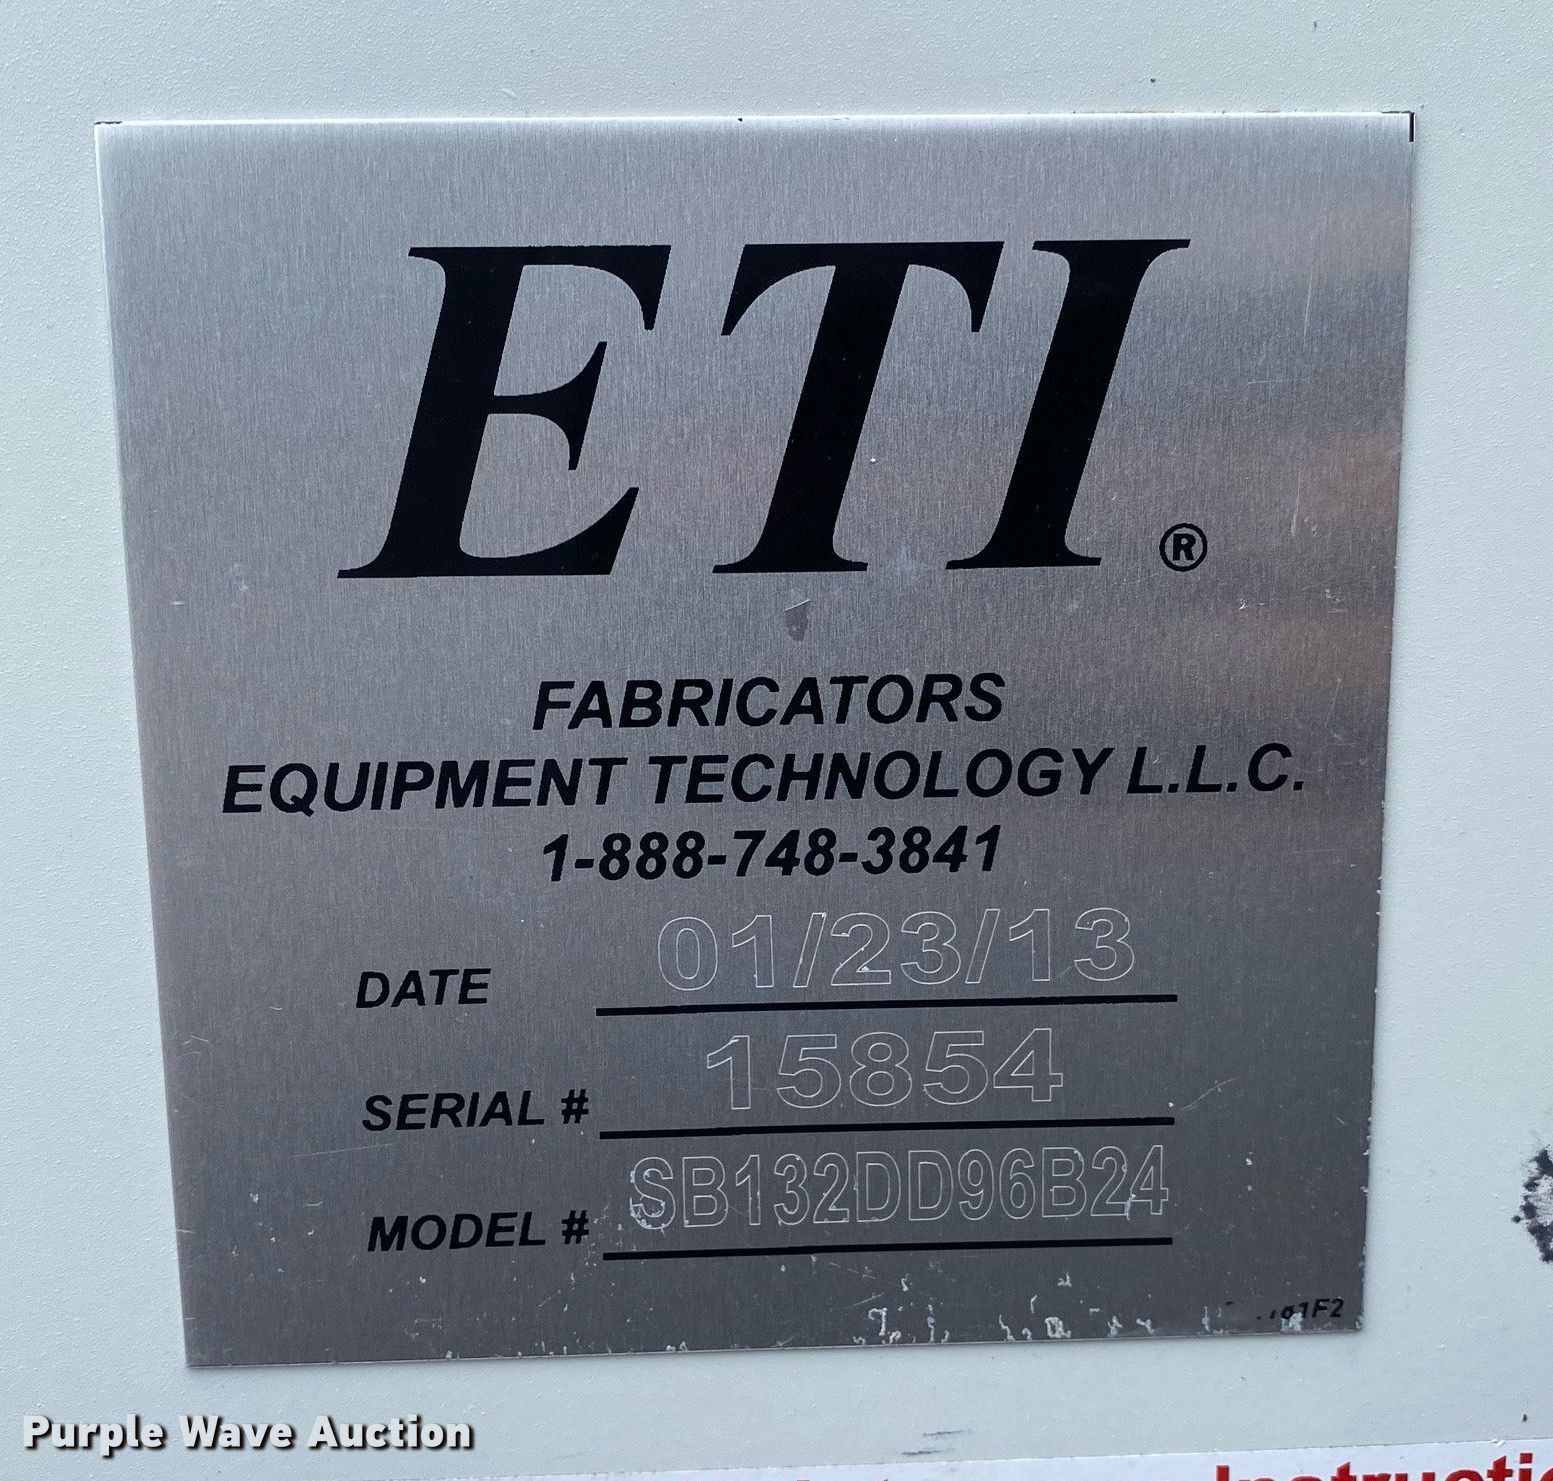 ETI®
FABRICATORS
EQUIPMENT TECHNOLOGY L.L.C.
1-888-748-3841
DATE 01/23/13
SERIAL # 15854
MODEL # SB132DD96B24
Purple Wave Auction